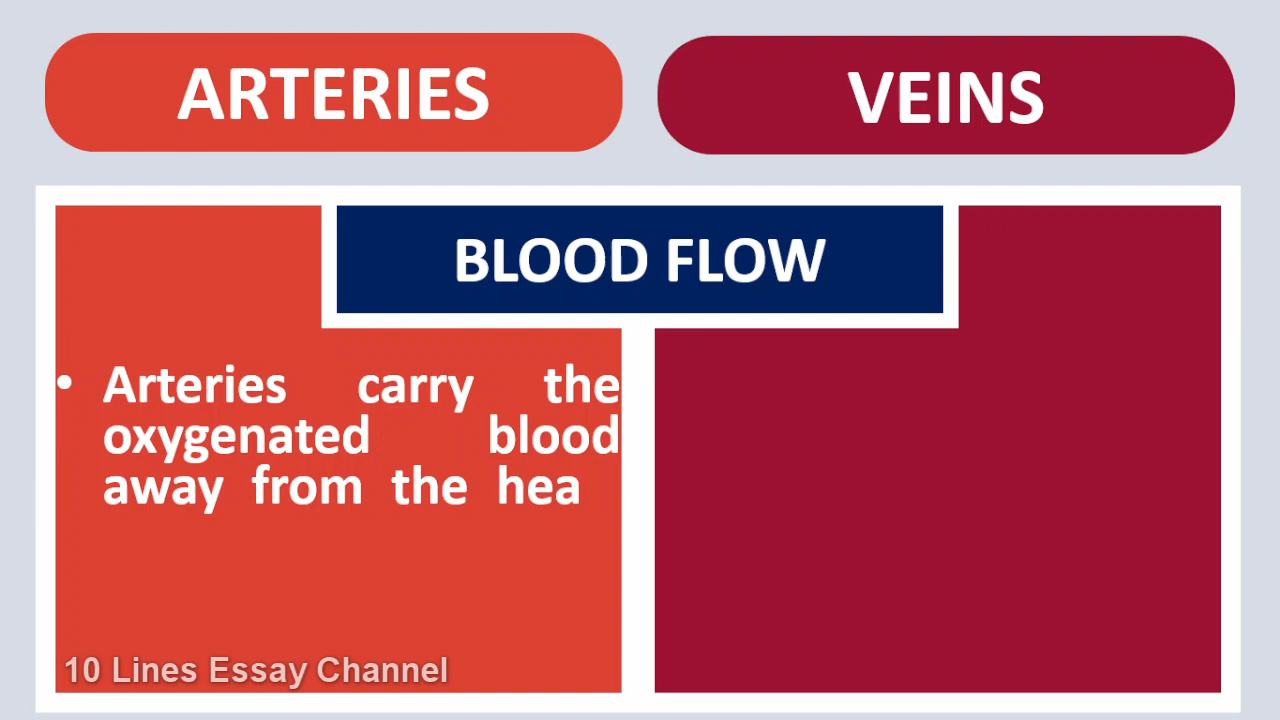 ARTERIES
VEINS
BLOOD FLOW
• Arteries carry the
oxygenated blood
away from the hea
10 Lines Essay Channel